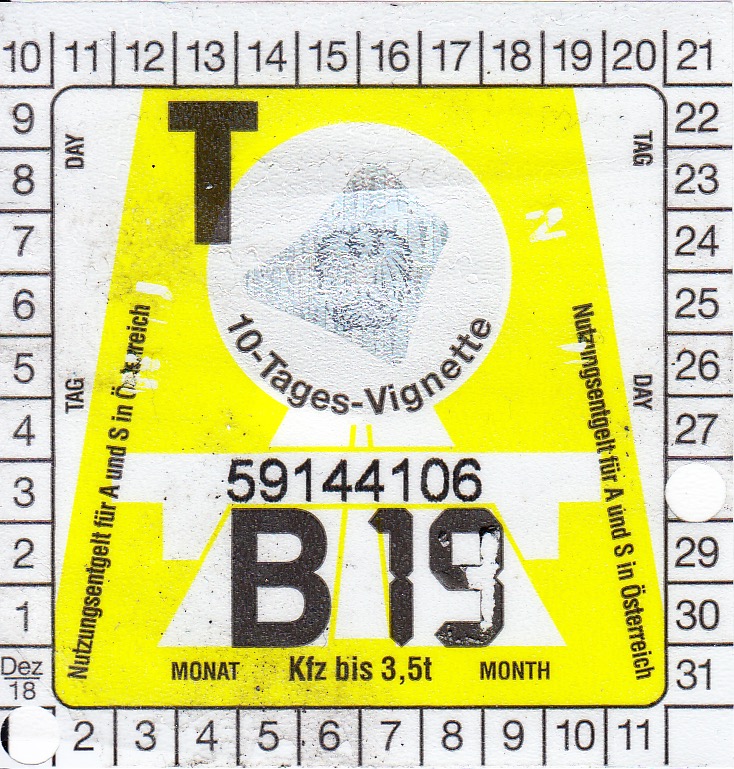 10 11 12 13 14 15 16 17 18 19 20 21
9 22
8 23
7 24
6 25
5 26
4 27
3
2 29
1 30
Dez
18
31
2 3 4 5 6 7 8 9 10 11
DAY
TAG
T
10-Tages-Vignette
TAG
DAY
Nutzungsentgelt für A und S in Österreich
Nutzungsentgelt für A und S in Österreich
59144106
B 19
MONAT Kfz bis 3,5t MONTH